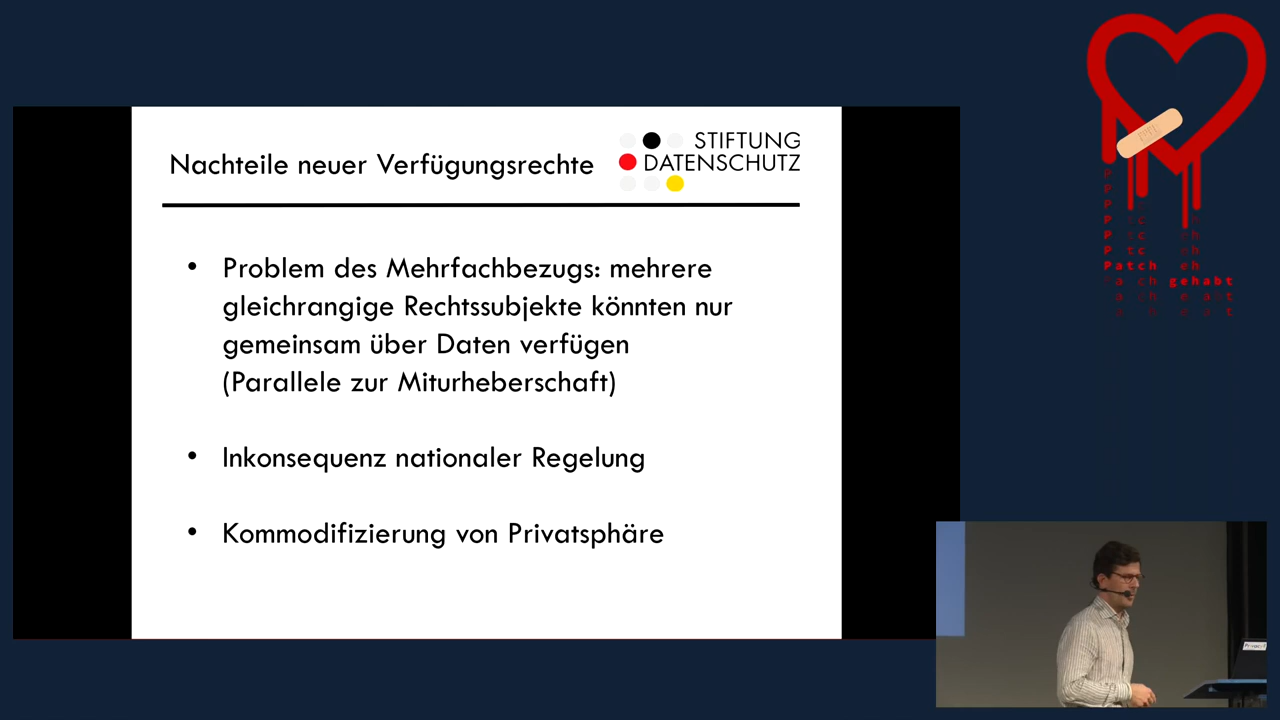 Nachteile neuer Verfügungsrechte
STIFTUNG
DATENSCHUTZ
• Problem des Mehrfachbezugs: mehrere
gleichrangige Rechtssubjekte könnten nur
gemeinsam über Daten verfügen
(Parallele zur Miturheberschaft)
• Inkonsequenz nationaler Regelung
• Kommodifizierung von Privatsphäre
Patch
gehabt